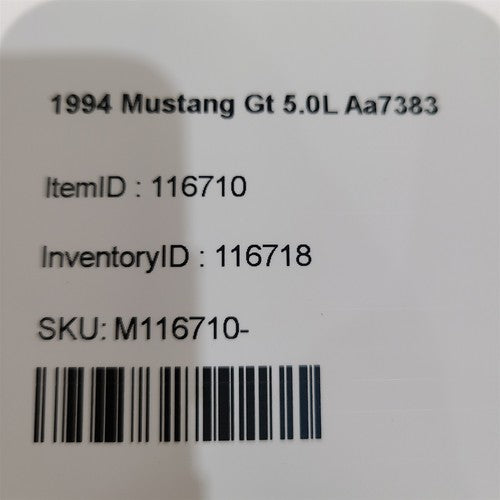 1994 Mustang Gt 5.0L Aa7383
ItemID : 116710
InventoryID : 116718
SKU: M116710-